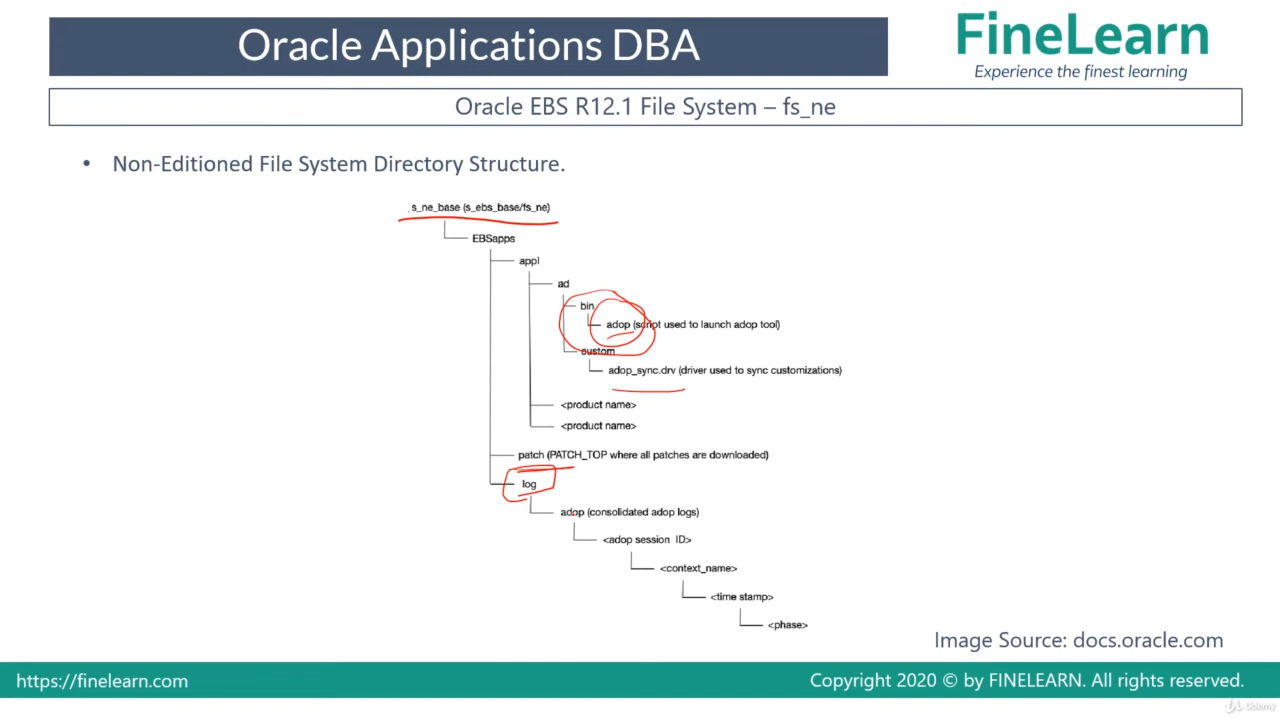 Oracle Applications DBA
FineLearn
Experience the finest learning
Oracle EBS R12.1 File System – fs_ne
• Non-Editioned File System Directory Structure.
s_ne_base (s_ebs_base/fs_ne)
EBSapps
appl
ad
bin
adop (script used to launch adop tool)
custom
adop_sync.drv (driver used to sync customizations)
<product name>
<product name>
patch (PATCH_TOP where all patches are downloaded)
log
adop (consolidated adop logs)
<adop session ID>
<context_name>
<time stamp>
<phase>
Image Source: docs.oracle.com
https://finelearn.com
Copyright 2020 © by FINELEARN. All rights reserved.
Udemy